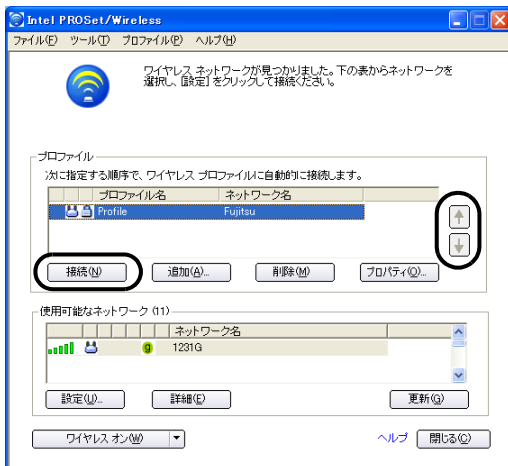 Intel PROSet/Wireless
ファイル(F) ツール(T) プロファイル(P) ヘルプ(H)
ワイヤレス ネットワークが見つかりました。下の表からネットワークを
選択し、[設定] をクリックして接続ください。
プロファイル
次に指定する順序で、ワイヤレス プロファイルに自動的に接続します。
プロファイル名 ネットワーク名
Profile Fujitsu
接続(N) 追加(A)... 削除(M) プロパティ(O)...
使用可能なネットワーク (11)
ネットワーク名
g 1231G
設定(U)... 詳細(E) 更新(G)
ワイヤレス オン(W) ヘルプ 閉じる(C)